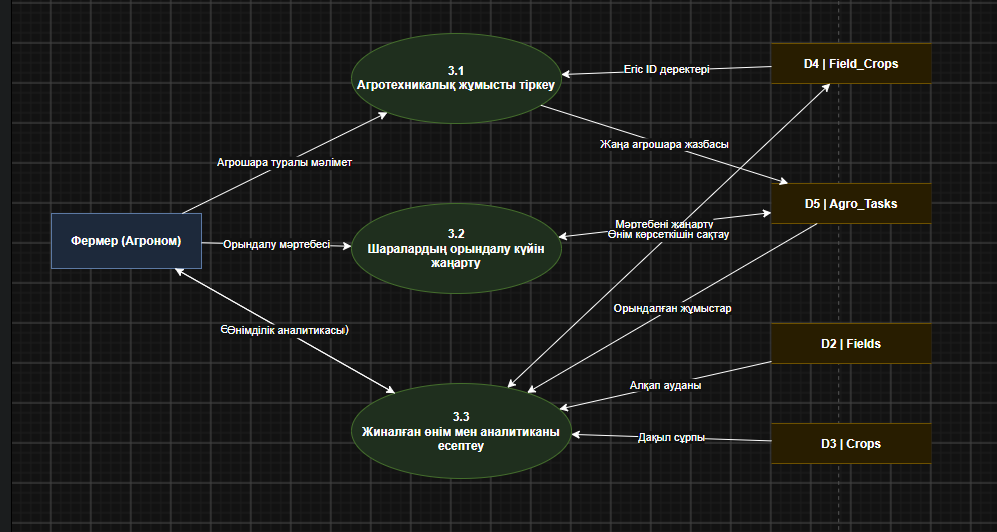 3.1
Агротехникалық жұмысты тіркеу
Егіс ID деректері
D4 | Field_Crops
Жаңа агрошара жазбасы
Агрошара туралы мәлімет
D5 | Agro_Tasks
Фермер (Агроном)
Орындалу мәртебесі
3.2
Шаралардың орындалу күйін
жаңарту
Мәртебені жаңарту
Өнім көрсеткішін сақтау
Орындалған жұмыстар
Өнімділік аналитикасы)
D2 | Fields
Алқап ауданы
3.3
Жиналған өнім мен аналитиканы
есептеу
Дақыл сұрпы
D3 | Crops